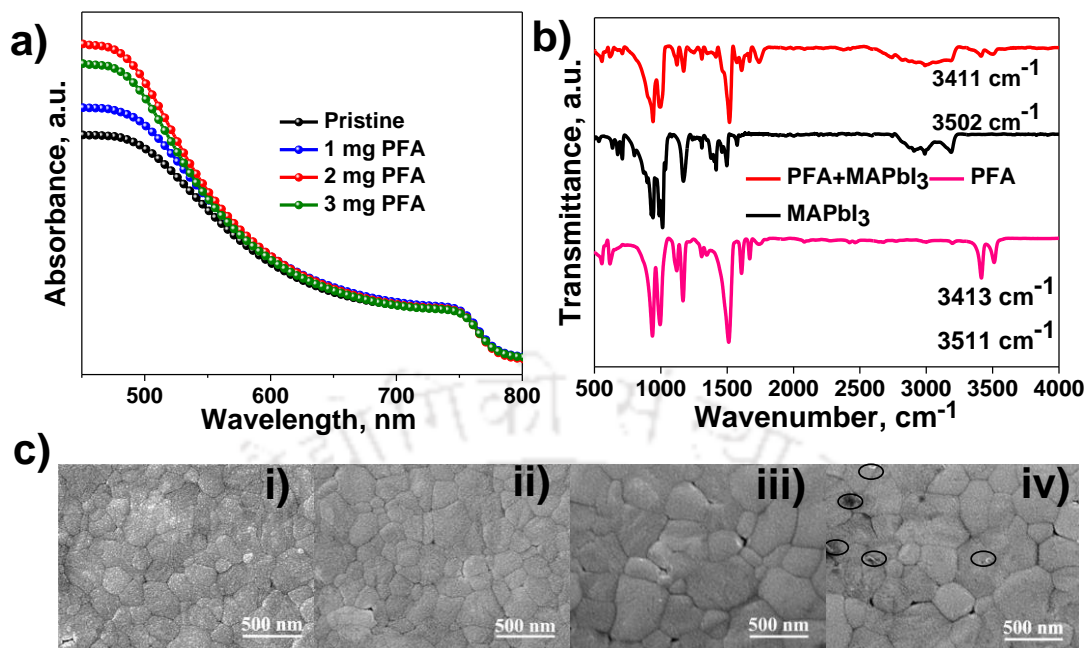 a)
Absorbance, a.u.
Pristine
1 mg PFA
2 mg PFA
3 mg PFA
500 600 700 800
Wavelength, nm
b)
Transmittance, a.u.
3411 cm-1
3502 cm-1
PFA+MAPbI3 PFA
MAPbI3
3413 cm-1
3511 cm-1
500 1000 1500 2000 2500 3000 3500 4000
Wavenumber, cm-1
c)
i) ii) iii) iv)
500 nm 500 nm 500 nm 500 nm